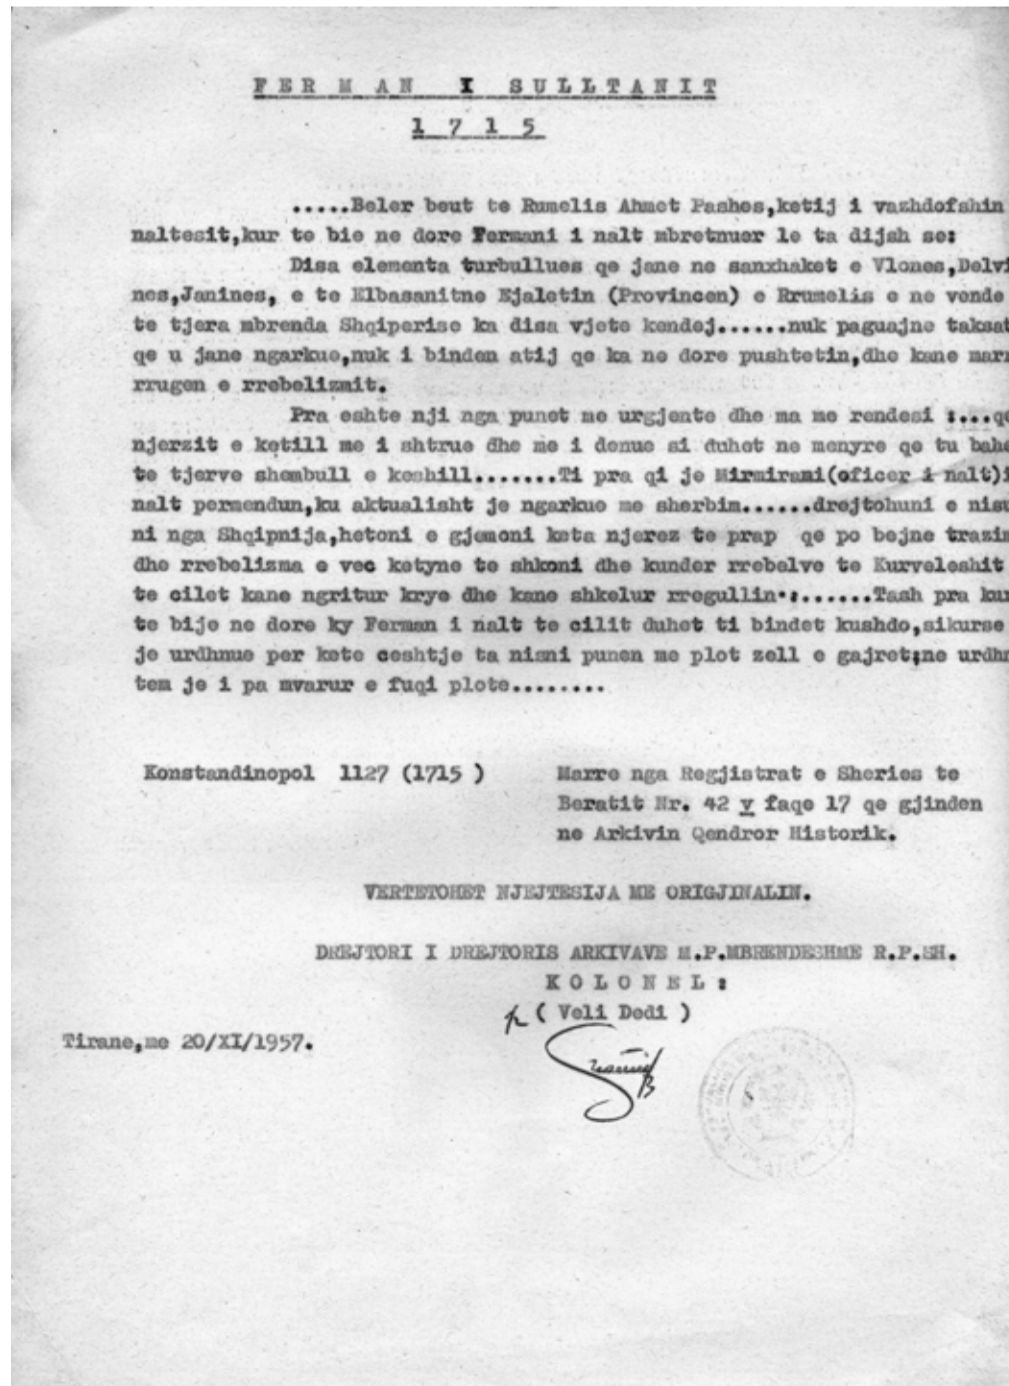 F E R M A N I S U L L T A N I T
1 7 1 5
.....Beler beut te Rumelis Ahmet Pashes,ketij i vazhdofshin
naltesit,kur te bie ne dore Fermani i nalt mbretnuer le ta dijsh se:
Disa elementa turbullues qe jane ne sanxhaket e Vlones,Delvi
nes,Janines, e te Elbasanitne Ejaletin (Provincen) e Rrumelis e ne vende
te tjera mbrenda Shqiperise ka disa vjete kendej......nuk paguajne taksat
qe u jane ngarkue,nuk i binden atij qe ka ne dore pushtetin,dhe kane marr
rrugen e rrebelizmit.
Pra eshte nji nga punet me urgjente dhe ma me rendesi :...qe
njerzit e ketill me i shtrue dhe me i denue si duhet ne menyre qe tu bahe
te tjerve shembull e keshill.......Ti pra qi je Mirmirami(oficer i nalt)i
nalt permendun,ku aktualisht je ngarkue me sherbim......drejtohuni e nisu
ni nga Shqipnija,hetoni e gjemoni keta njerez te prap qe po bejne trazim
dhe rrebelizma e vec ketyne te shkoni dhe kunder rrebelve te Kurveleshit
te cilet kane ngritur krye dhe kane shkelur rregullin.:......Tash pra kur
te bije ne dore ky Ferman i nalt te cilit duhet ti bindet kushdo,sikurse
je urdhnue per kete ceshtje ta nisni punen me plot zell e gajret;ne urdhn
tem je i pa mvarur e fuqi plote........
Konstandinopol 1127 (1715 )
Marre nga Regjistrat e Sheries te
Beratit Nr. 42 v faqe 17 qe gjinden
ne Arkivin Qendror Historik.
VERTETOHET NJEJTESIJA ME ORIGJINALIN.
DREJTORI I DREJTORIS ARKIVAVE M.P.MBRENDESHME R.P.SH.
K O L O N E L :
( Veli Dedi )
Tirane,me 20/XI/1957.